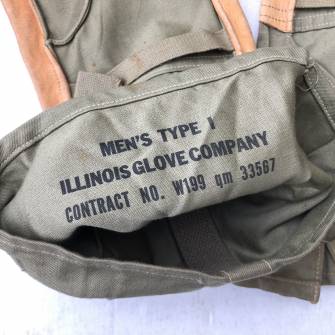 MEN'S TYPE I
ILLINOIS GLOVE COMPANY
CONTRACT NO. W199 qm 33567